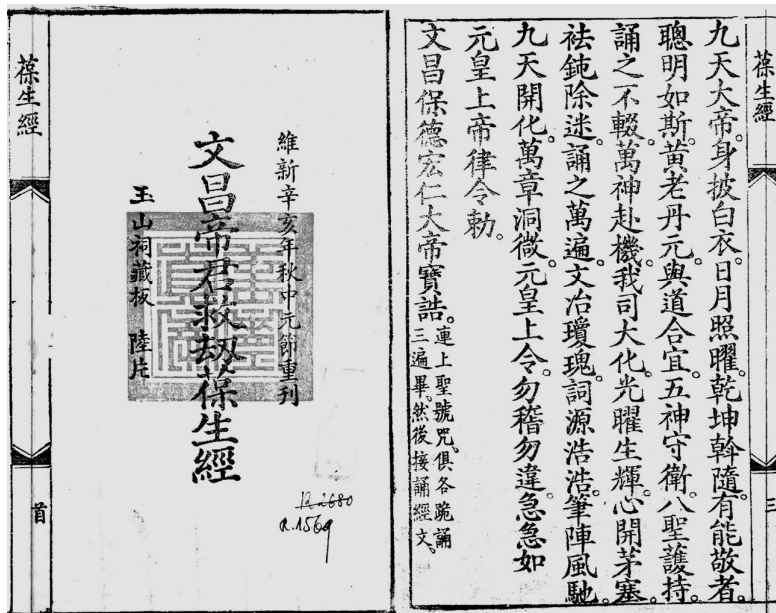 葆生經
三
九天大帝。身披白衣。日月照曜。乾坤斡隨。有能敬者。
聰明如斯。黃老丹元。與道合宜。五神守衛。八聖護持。
誦之不輟。萬神赴機。我司大化。光曜生輝。心開茅塞。
祛鈍除迷。誦之萬遍。文冶瓊瑰。詞源浩浩。筆陣風馳。
九天開化。萬章洞微。元皇上令。勿稽勿違。急急如
元皇上帝律令勅。
文昌保德宏仁大帝寶誥。
連上聖號咒。俱各跪誦
三遍畢。然後接誦經文。
維新辛亥年秋中元節重刊
文昌帝君救劫葆生經
玉山祠藏板 陸片
R.2680
R.1569
葆生經
首